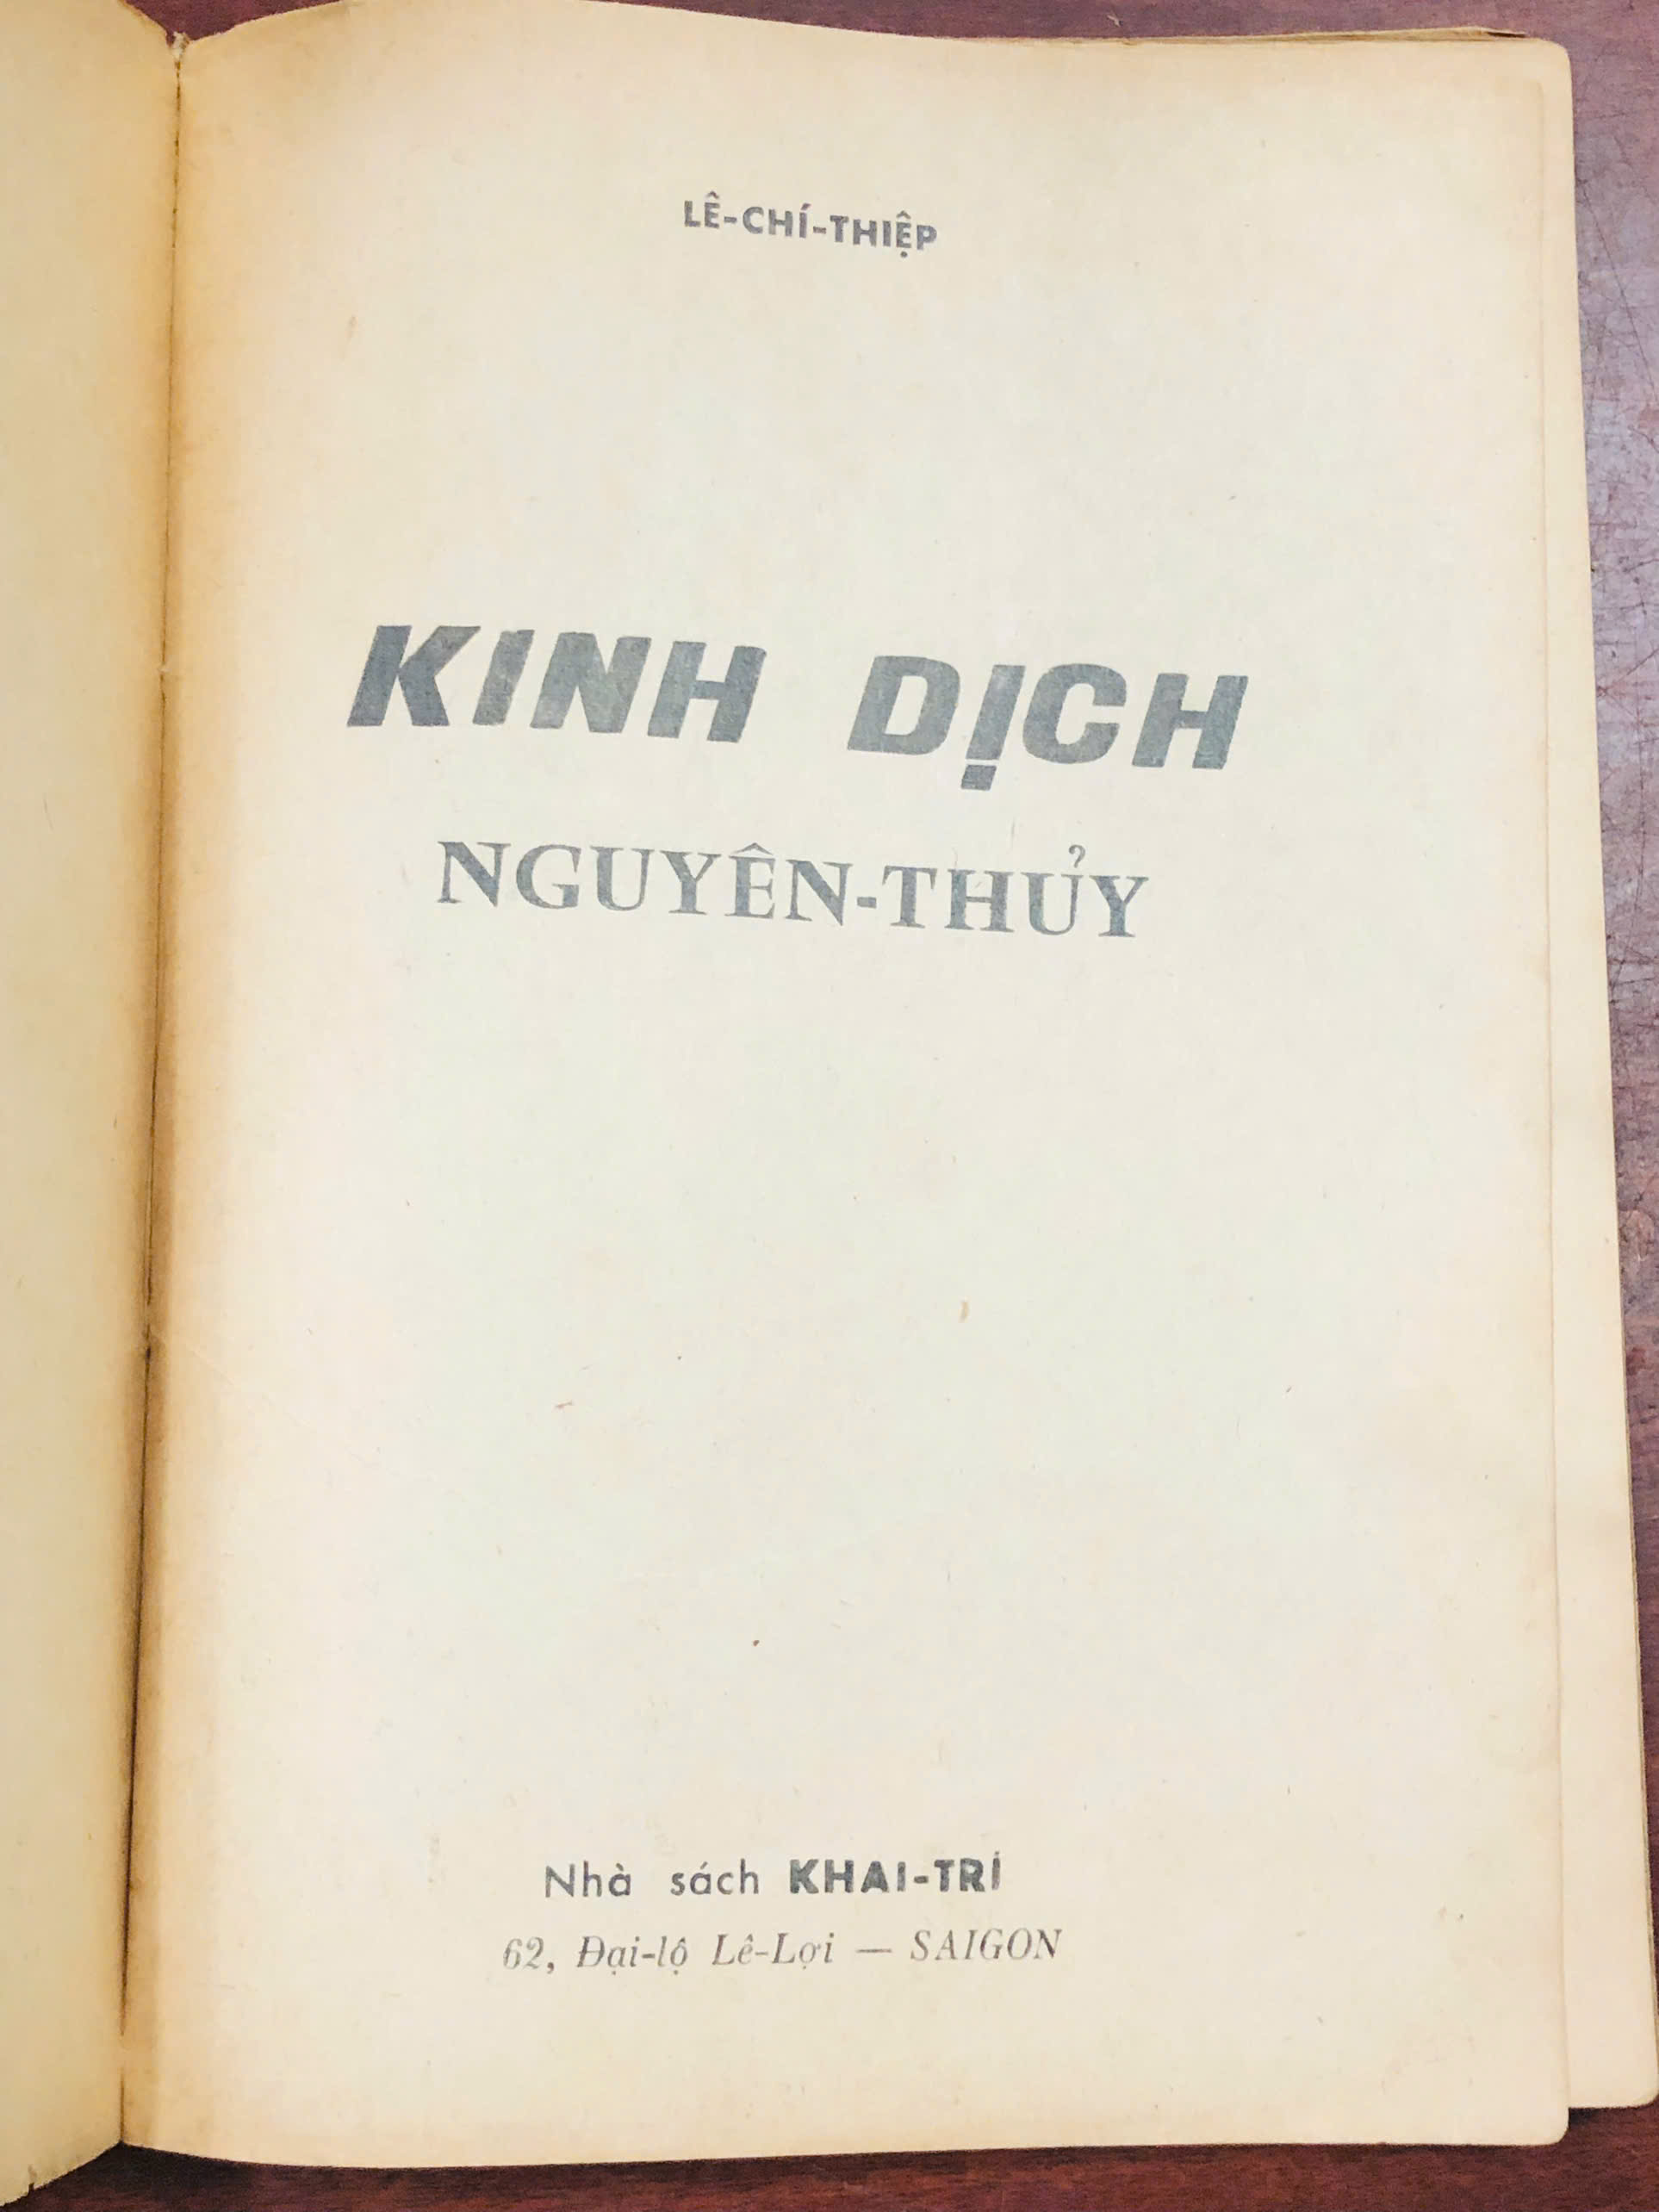 LÊ-CHÍ-THIỆP
KINH DỊCH
NGUYÊN-THỦY
Nhà sách KHAI-TRÍ
62, Đại-lộ Lê-Lợi — SAIGON